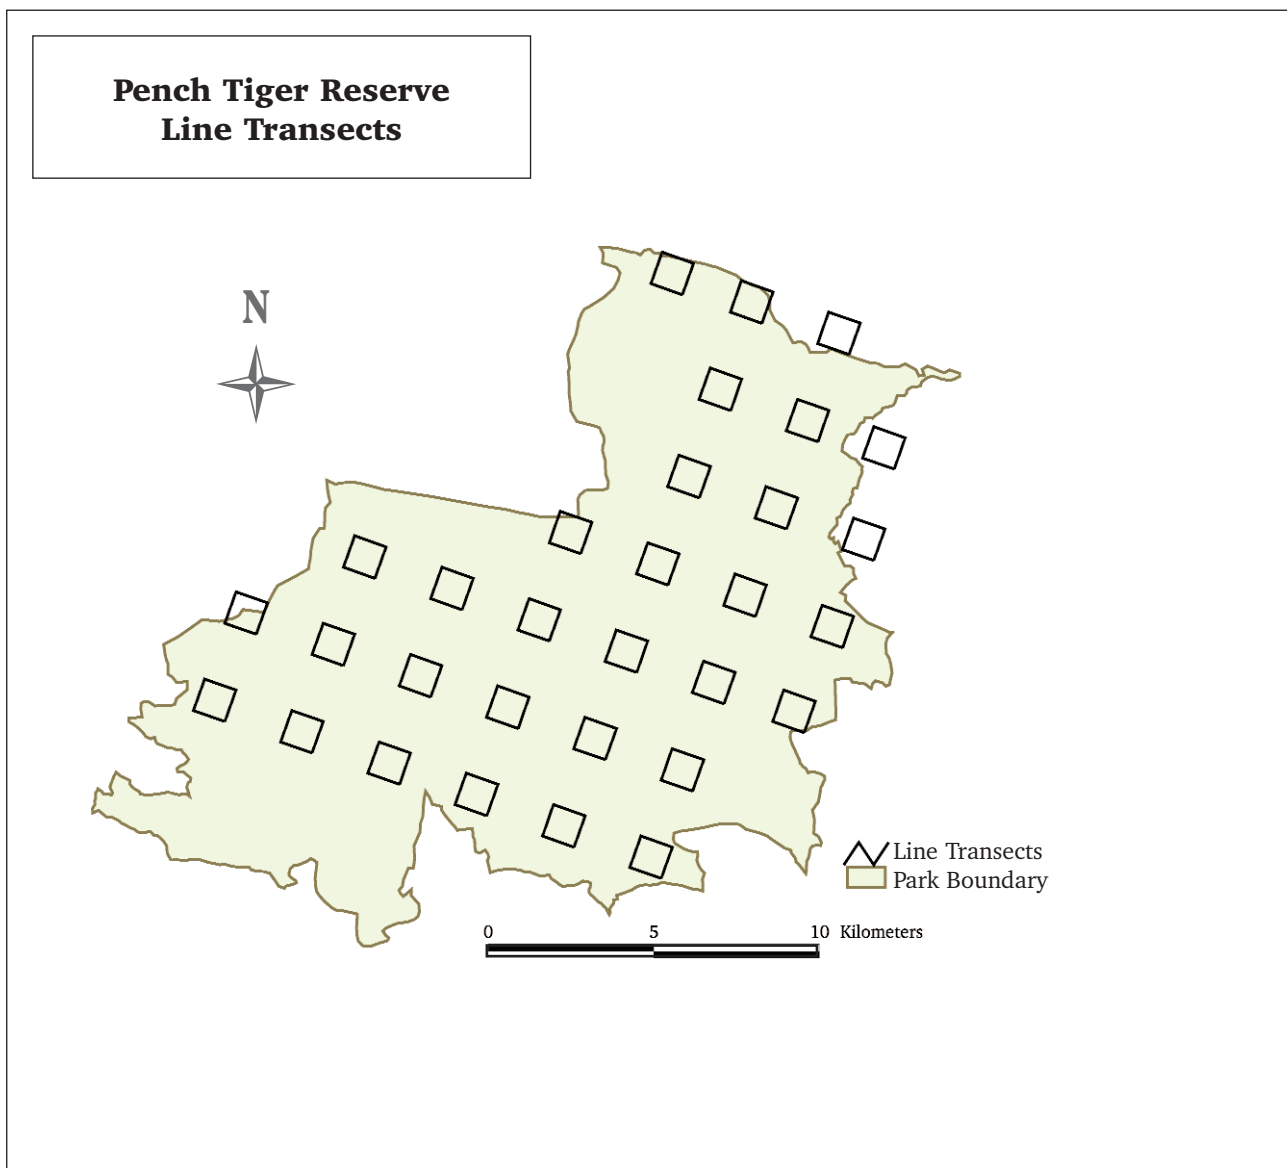 Pench Tiger Reserve
Line Transects
N
Line Transects
Park Boundary
0 5 10 Kilometers